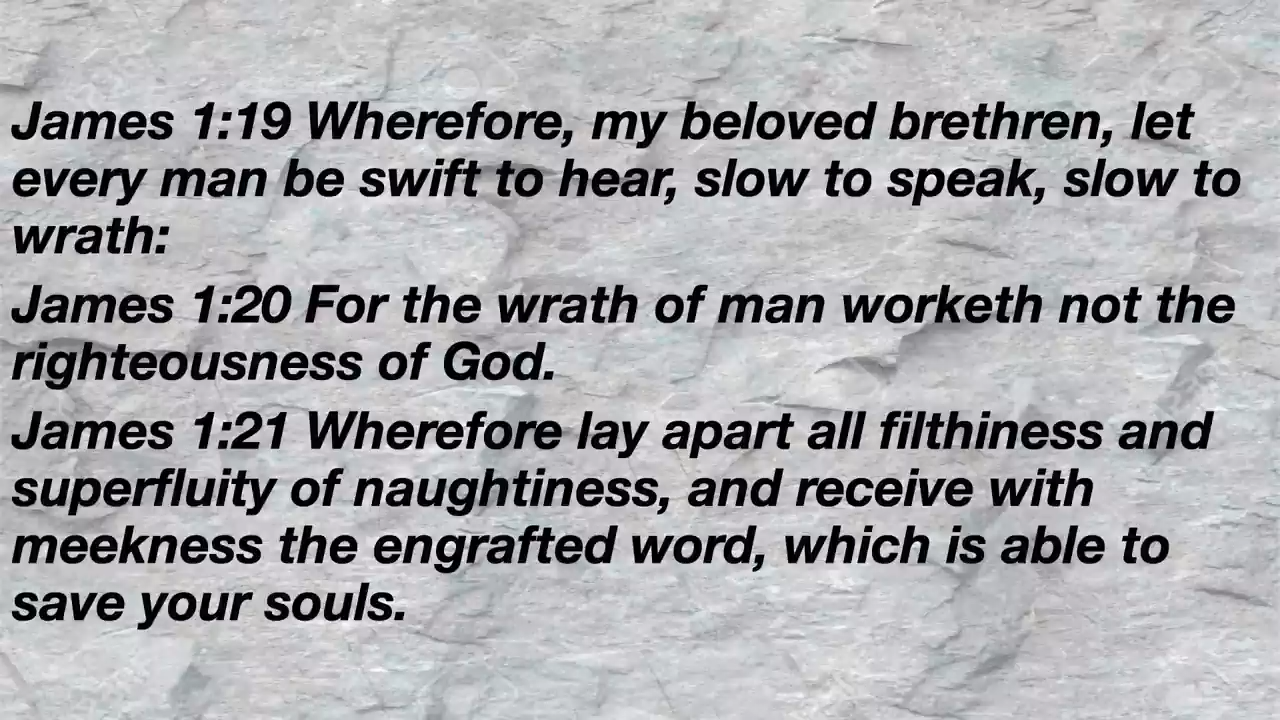 James 1:19 Wherefore, my beloved brethren, let
every man be swift to hear, slow to speak, slow to
wrath:
James 1:20 For the wrath of man worketh not the
righteousness of God.
James 1:21 Wherefore lay apart all filthiness and
superfluity of naughtiness, and receive with
meekness the engrafted word, which is able to
save your souls.